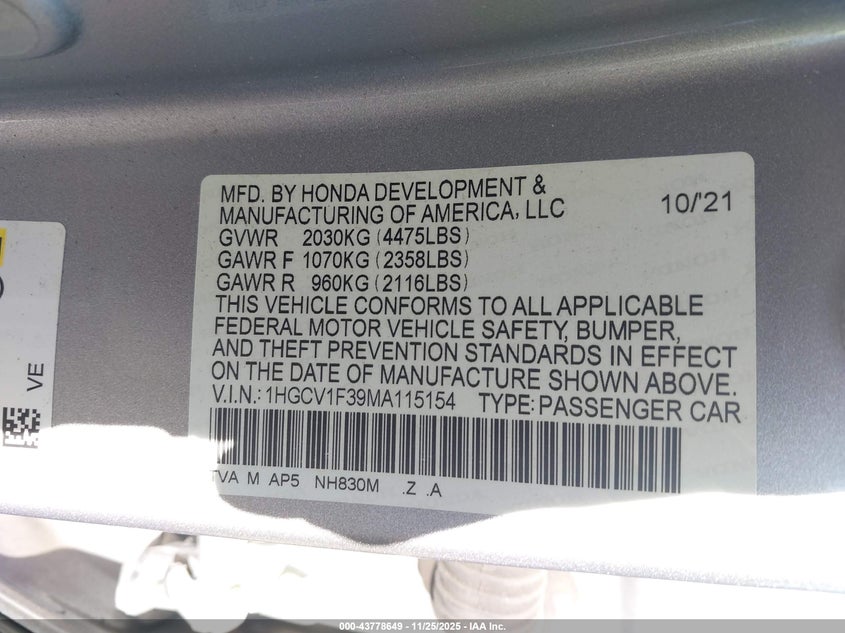 MFD. BY HONDA DEVELOPMENT &
MANUFACTURING OF AMERICA, LLC 10/'21
GVWR 2030KG (4475LBS)
GAWR F 1070KG (2358LBS)
GAWR R 960KG (2116LBS)
THIS VEHICLE CONFORMS TO ALL APPLICABLE
FEDERAL MOTOR VEHICLE SAFETY, BUMPER,
AND THEFT PREVENTION STANDARDS IN EFFECT
ON THE DATE OF MANUFACTURE SHOWN ABOVE.
V.I.N.: 1HGCV1F39MA115154 TYPE: PASSENGER CAR
TVA M AP5 NH830M .Z .A
VE
000-43778649 - 11/25/2025 - IAA Inc.